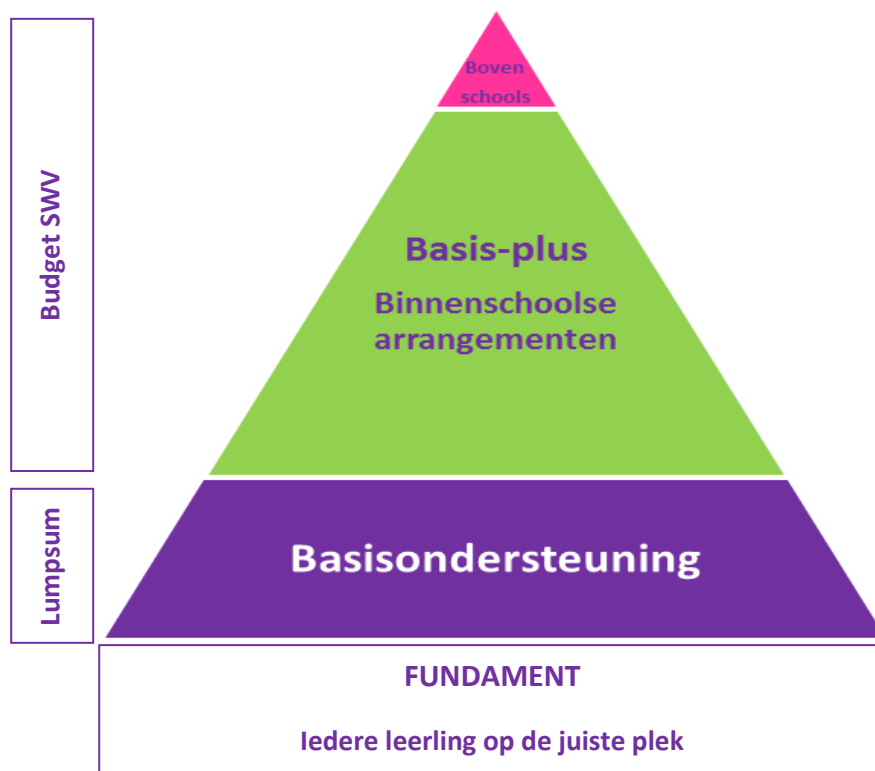 Boven
schools
Budget SWV
Basis-plus
Binnenschoolse
arrangementen
Lumpsum
Basisondersteuning
FUNDAMENT
Iedere leerling op de juiste plek